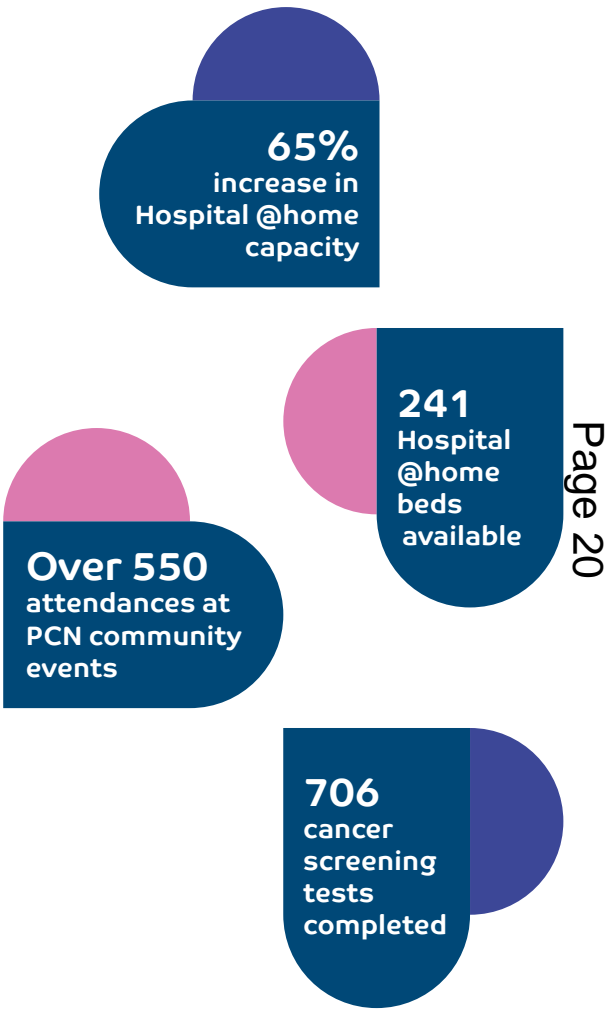 65%
increase in
Hospital @home
capacity
241
Hospital
@home
beds
available
Page 20
Over 550
attendances at
PCN community
events
706
cancer
screening
tests
completed